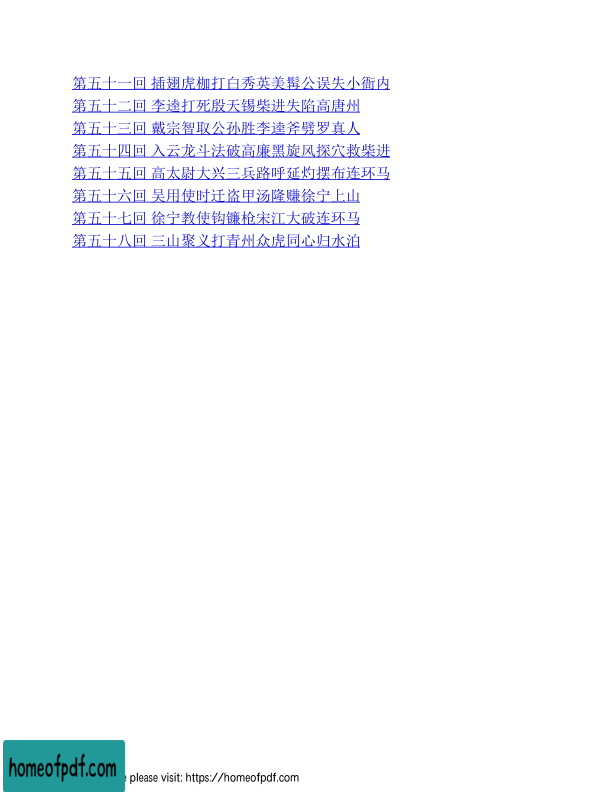 第五十一回 插翅虎枷打白秀英美髯公误失小衙内
第五十二回 李逵打死殷天锡柴进失陷高唐州
第五十三回 戴宗智取公孙胜李逵斧劈罗真人
第五十四回 入云龙斗法破高廉黑旋风探穴救柴进
第五十五回 高太尉大兴三兵路呼延灼摆布连环马
第五十六回 吴用使时迁盗甲汤隆赚徐宁上山
第五十七回 徐宁教使钩镰枪宋江大破连环马
第五十八回 三山聚义打青州众虎同心归水泊
homeofpdf.com
e please visit: https://homeofpdf.com